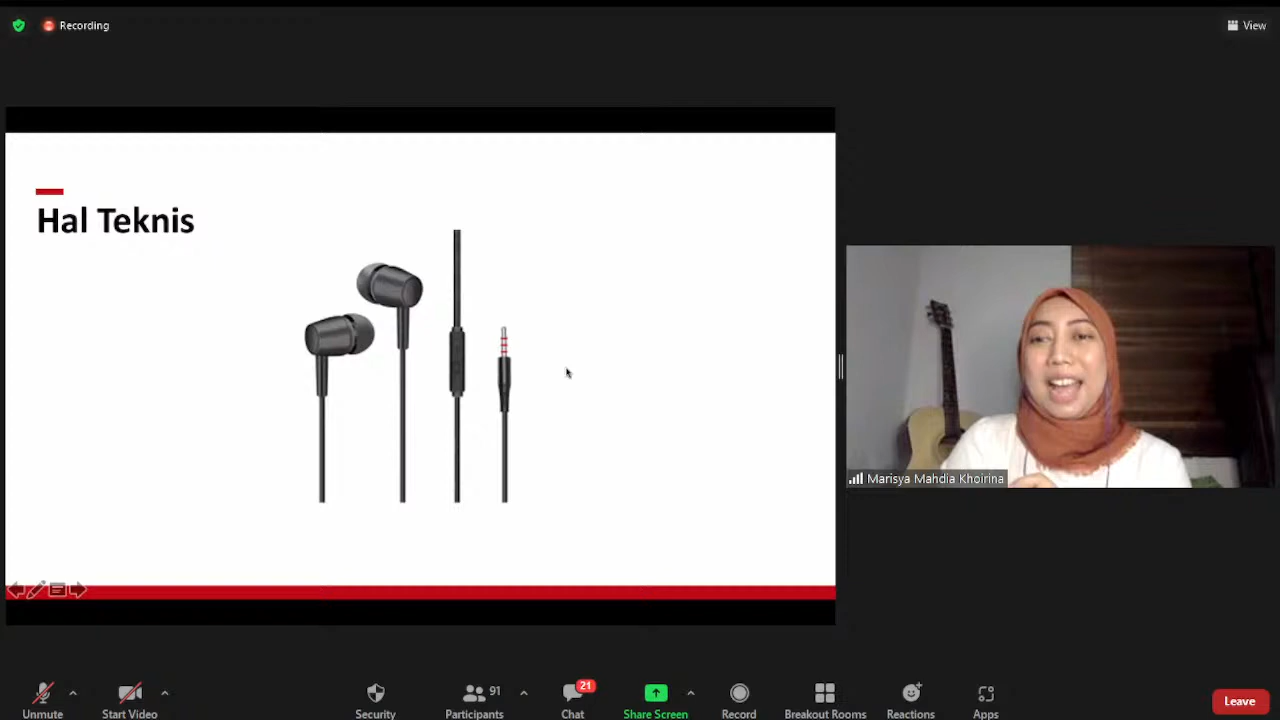 Recording
View
Hal Teknis
Marisya Mahdia Khoirina
91
21
Unmute
Start Video
Security
Participants
Chat
Share Screen
Record
Breakout Rooms
Reactions
Apps
Leave